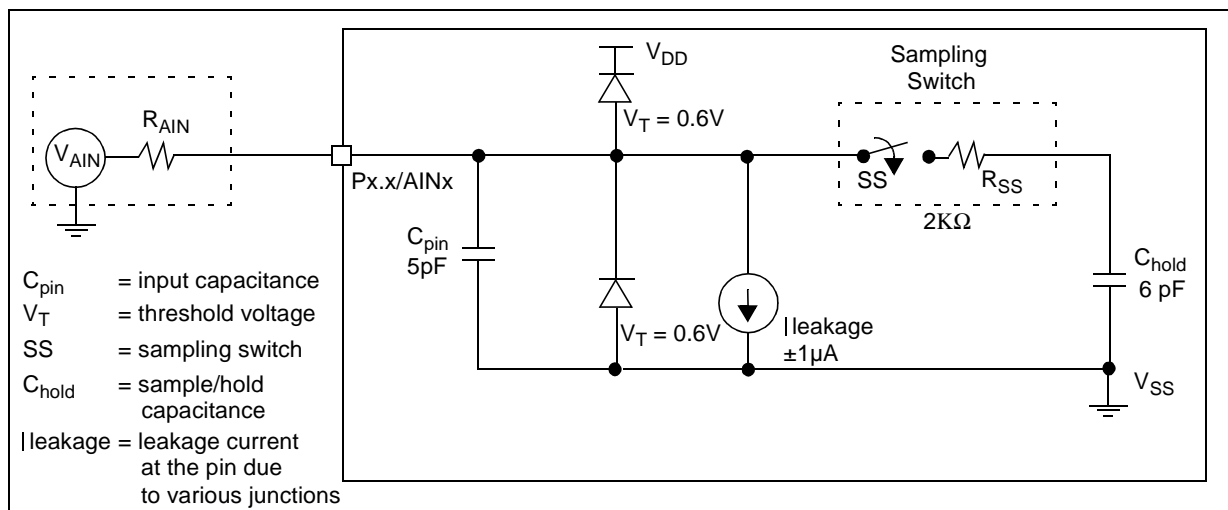 V_DD
Sampling
Switch
R_AIN
V_T = 0.6V
V_AIN
Px.x/AINx
SS
R_SS
2KΩ
C_pin
5pF
C_hold
6 pF
V_T = 0.6V
I leakage
±1µA
V_SS
C_pin = input capacitance
V_T = threshold voltage
SS = sampling switch
C_hold = sample/hold
capacitance
I leakage = leakage current
at the pin due
to various junctions